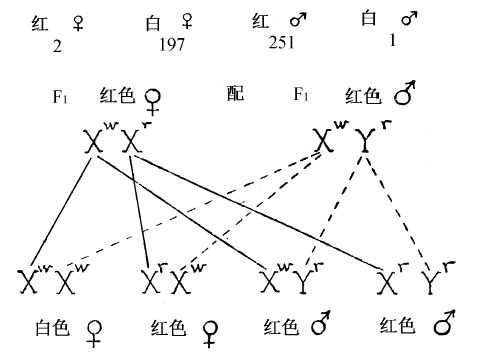 红 ♀ 白 ♀ 红 ♂ 白 ♂
2 197 251 1
F₁ 红色 ♀ 配 F₁ 红色 ♂
XʷXʳ XʷYʳ
XʷXʷ XʳXʷ XʷYʳ XʳYʳ
白色 ♀ 红色 ♀ 红色 ♂ 红色 ♂